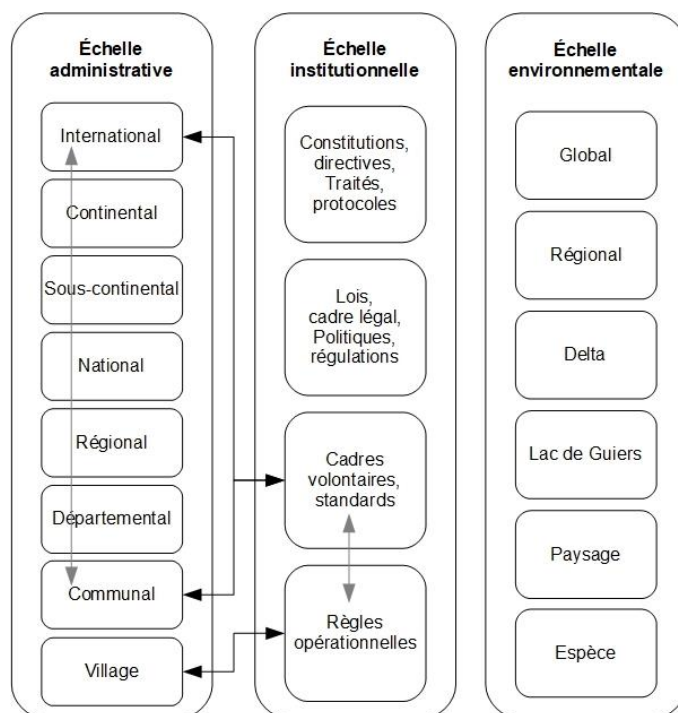 Échelle
administrative
International
Continental
Sous-continental
National
Régional
Départemental
Communal
Village
Échelle
institutionnelle
Constitutions,
directives,
Traités,
protocoles
Lois,
cadre légal,
Politiques,
régulations
Cadres
volontaires,
standards
Règles
opérationnelles
Échelle
environnementale
Global
Régional
Delta
Lac de Guiers
Paysage
Espèce